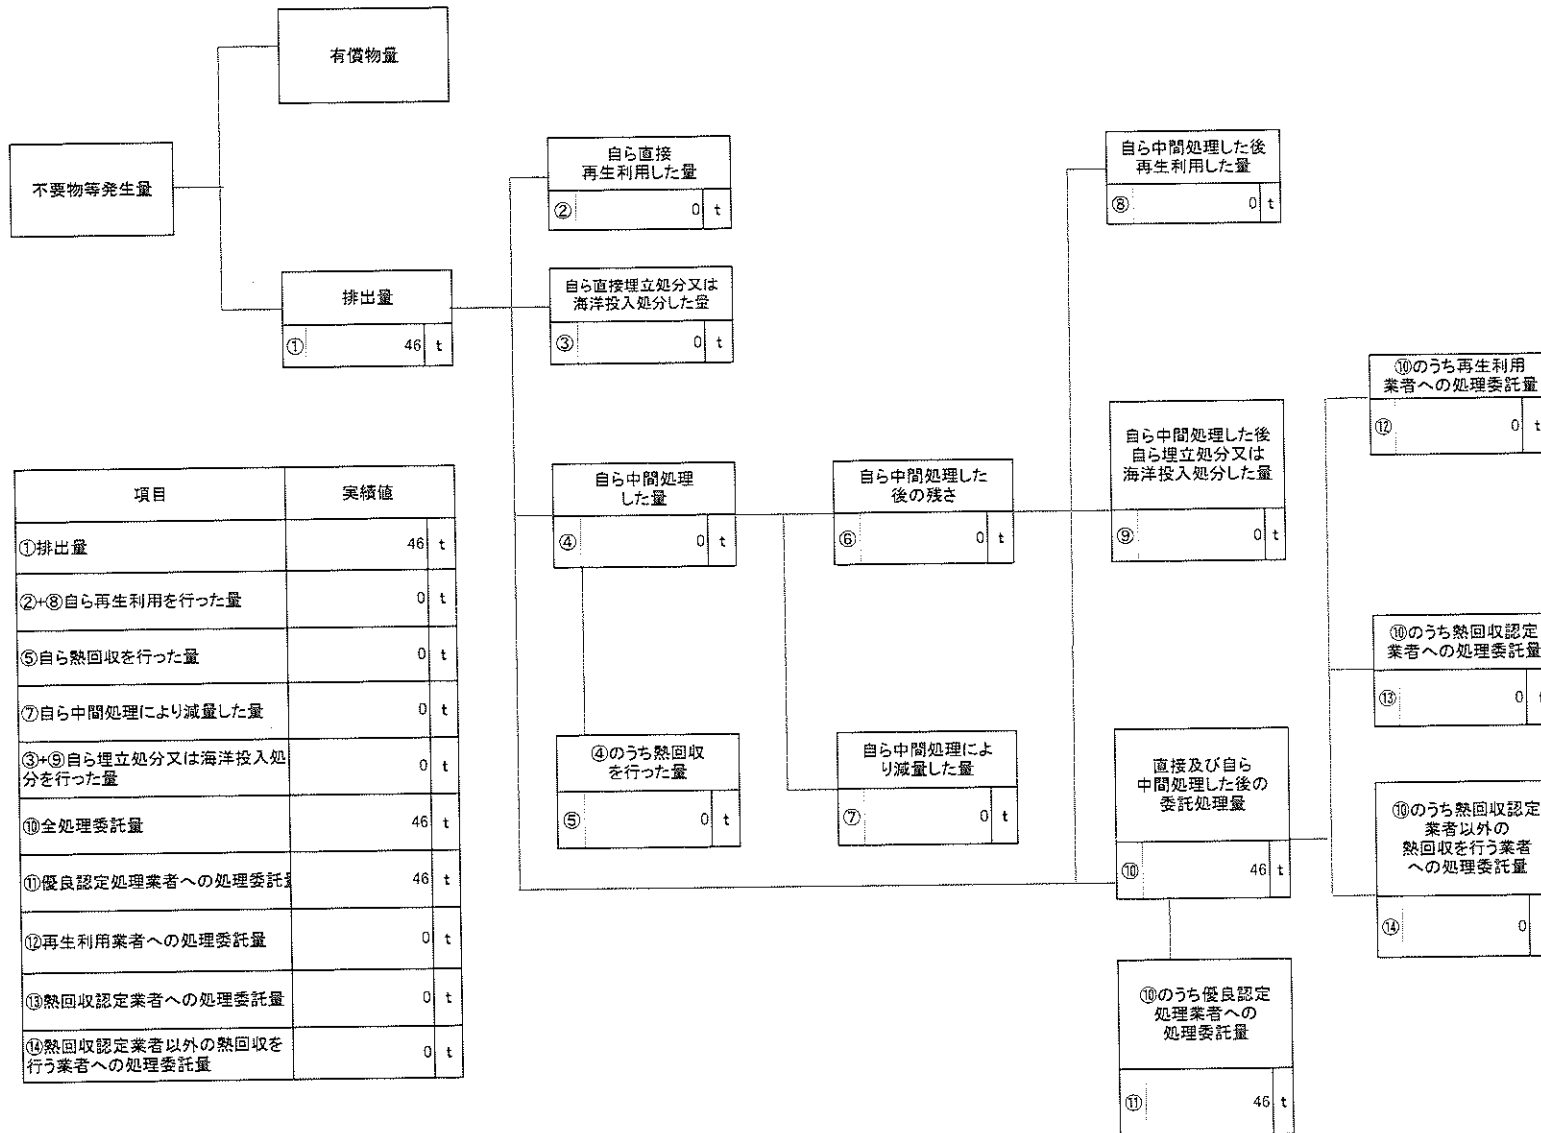 有償物量
不要物等発生量
排出量
① 46 t
自ら直接
再生利用した量
② 0 t
自ら直接埋立処分又は
海洋投入処分した量
③ 0 t
自ら中間処理
した量
④ 0 t
④のうち熱回収
を行った量
⑤ 0 t
自ら中間処理した
後の残さ
⑥ 0 t
自ら中間処理によ
り減量した量
⑦ 0 t
自ら中間処理した後
再生利用した量
⑧ 0 t
自ら中間処理した後
自ら埋立処分又は
海洋投入処分した量
⑨ 0 t
直接及び自ら
中間処理した後の
委託処理量
⑩ 46 t
⑩のうち優良認定
処理業者への
処理委託量
⑪ 46 t
⑩のうち再生利用
業者への処理委託量
⑫ 0 t
⑩のうち熱回収認定
業者への処理委託量
⑬ 0 t
⑩のうち熱回収認定
業者以外の
熱回収を行う業者
への処理委託量
⑭ 0
項目 実績値
①排出量 46 t
②+⑧自ら再生利用を行った量 0 t
⑤自ら熱回収を行った量 0 t
⑦自ら中間処理により減量した量 0 t
③+⑨自ら埋立処分又は海洋投入処
分を行った量 0 t
⑩全処理委託量 46 t
⑪優良認定処理業者への処理委託量 46 t
⑫再生利用業者への処理委託量 0 t
⑬熱回収認定業者への処理委託量 0 t
⑭熱回収認定業者以外の熱回収を
行う業者への処理委託量 0 t